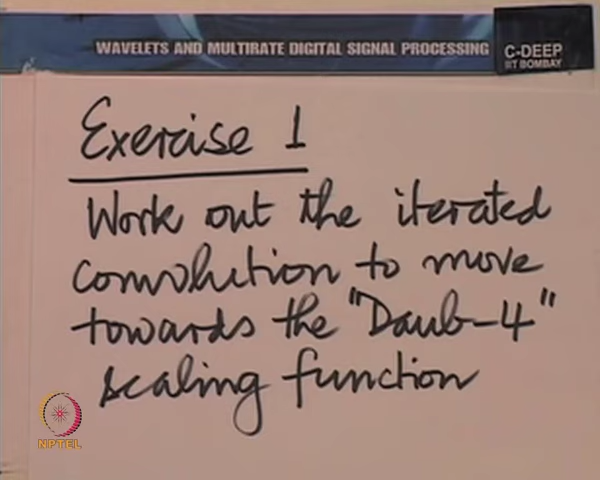 WAVELETS AND MULTIRATE DIGITAL SIGNAL PROCESSING
C-DEEP
IIT BOMBAY
Exercise 1
Work out the iterated
convolution to move
towards the "Daub-4"
scaling function
NPTEL